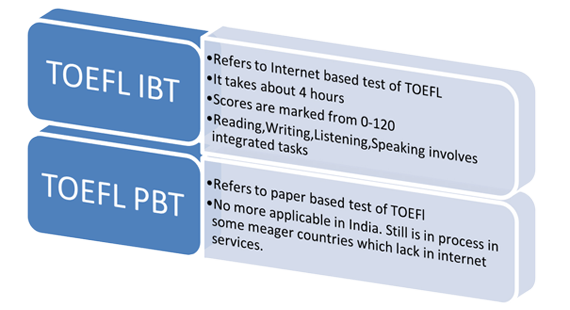 TOEFL IBT
•Refers to Internet based test of TOEFL
•It takes about 4 hours
•Scores are marked from 0-120
•Reading,Writing,Listening,Speaking involves
integrated tasks
TOEFL PBT
•Refers to paper based test of TOEFl
•No more applicable in India. Still is in process in
some meager countries which lack in internet
services.